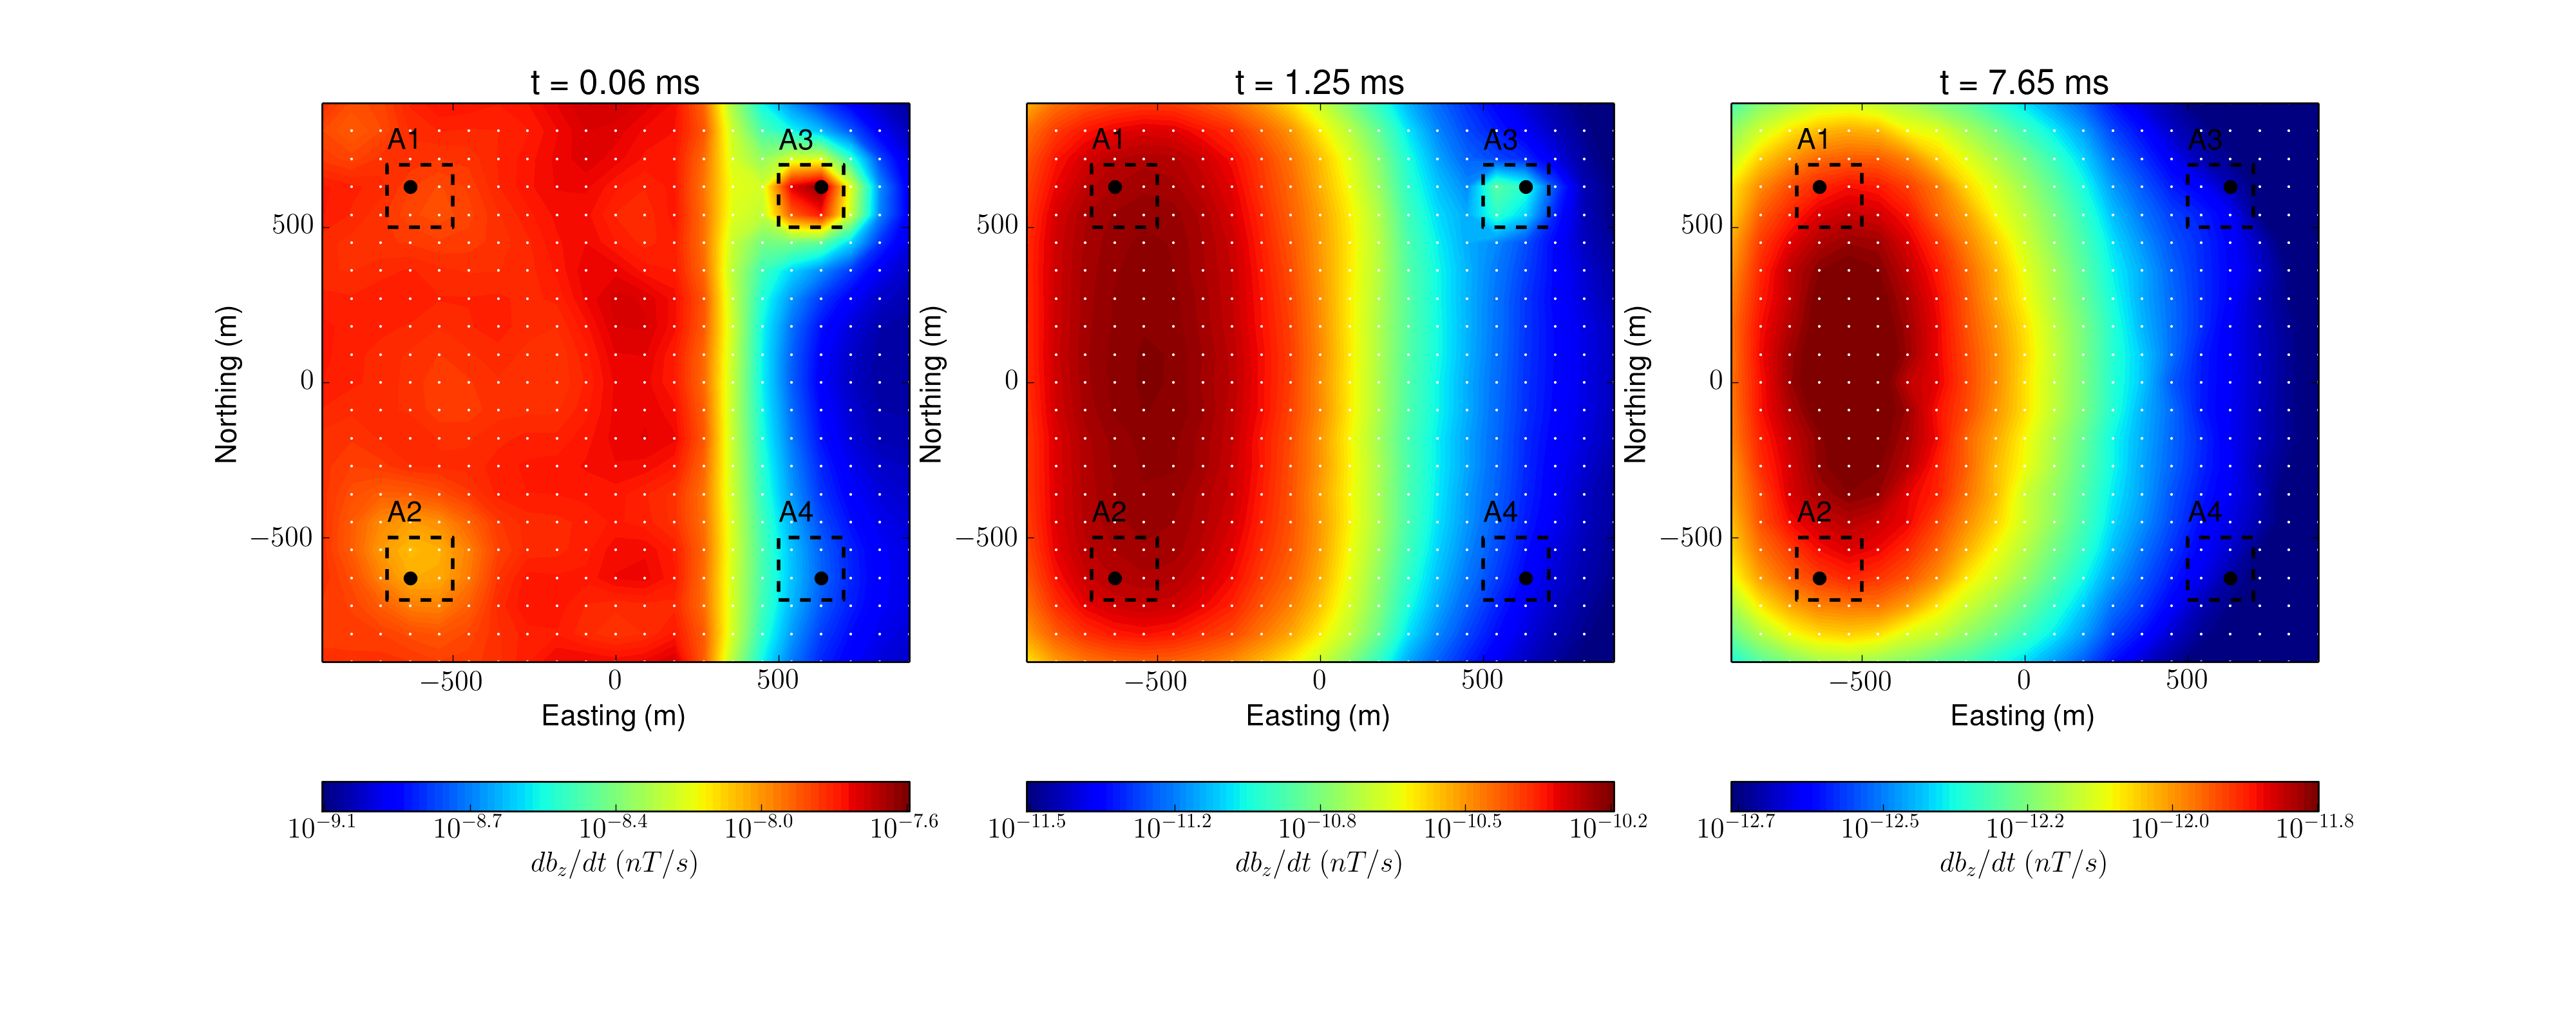 t = 0.06 ms
A1
A3
A2
A4
500
0
−500
Northing (m)
−500 0 500
Easting (m)
10^{−9.1} 10^{−8.7} 10^{−8.4} 10^{−8.0} 10^{−7.6}
db_z/dt (nT/s)
t = 1.25 ms
A1
A3
A2
A4
500
0
−500
Northing (m)
−500 0 500
Easting (m)
10^{−11.5} 10^{−11.2} 10^{−10.8} 10^{−10.5} 10^{−10.2}
db_z/dt (nT/s)
t = 7.65 ms
A1
A3
A2
A4
500
0
−500
Northing (m)
−500 0 500
Easting (m)
10^{−12.7} 10^{−12.5} 10^{−12.2} 10^{−12.0} 10^{−11.8}
db_z/dt (nT/s)